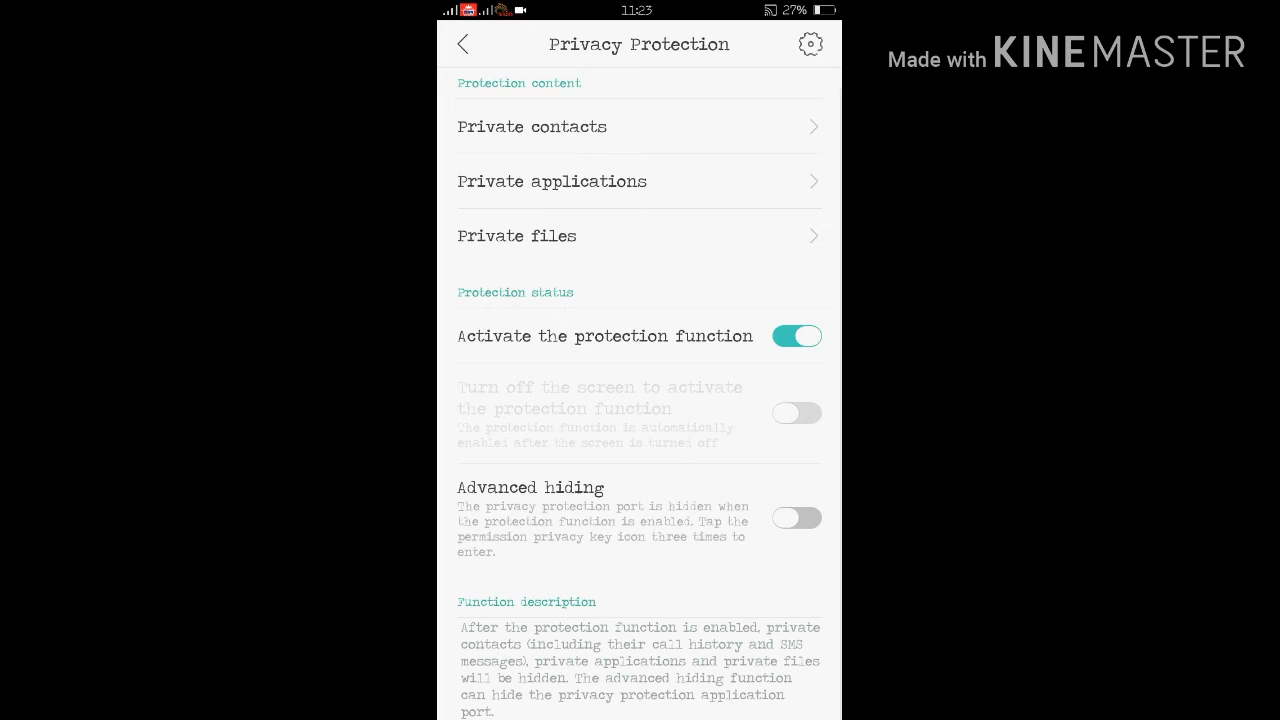 11:23
27%
Privacy Protection
Made with KINEMASTER
Protection content
Private contacts
Private applications
Private files
Protection status
Activate the protection function
Turn off the screen to activate
the protection function
The protection function is automatically
enabled after the screen is turned off
Advanced hiding
The privacy protection port is hidden when
the protection function is enabled. Tap the
permission privacy key icon three times to
enter.
Function description
After the protection function is enabled, private
contacts (including their call history and SMS
messages), private applications and private files
will be hidden. The advanced hiding function
can hide the privacy protection application
port.